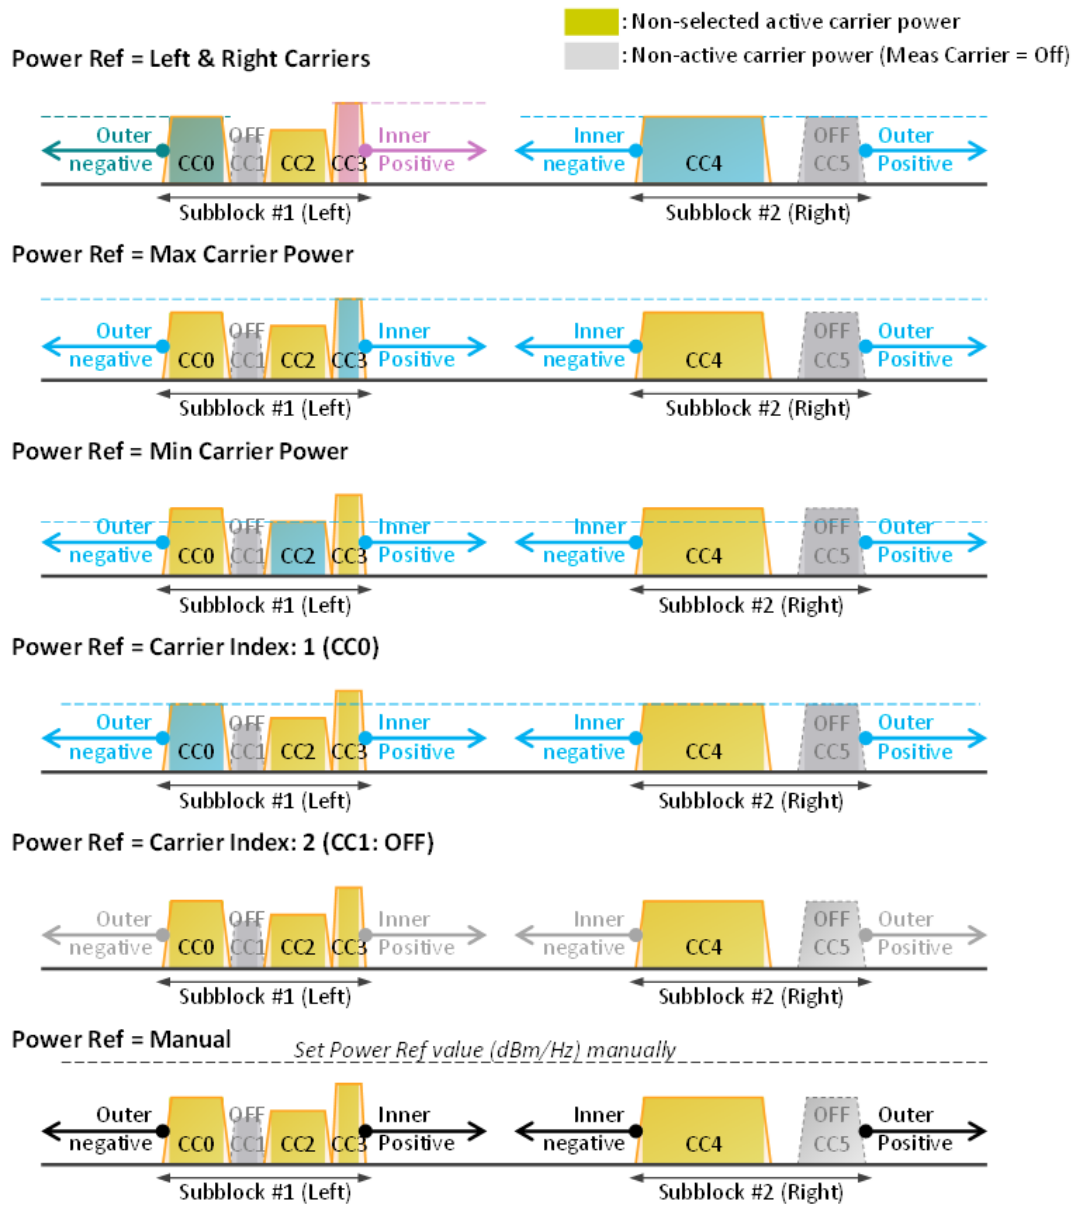 : Non-selected active carrier power
: Non-active carrier power (Meas Carrier = Off)
Power Ref = Left & Right Carriers
Outer OFF Inner Inner OFF Outer
negative CC0 CC1 CC2 CC3 Positive negative CC4 CC5 Positive
Subblock #1 (Left) Subblock #2 (Right)
Power Ref = Max Carrier Power
Outer OFF Inner Inner OFF Outer
negative CC0 CC1 CC2 CC3 Positive negative CC4 CC5 Positive
Subblock #1 (Left) Subblock #2 (Right)
Power Ref = Min Carrier Power
Outer OFF Inner Inner OFF Outer
negative CC0 CC1 CC2 CC3 Positive negative CC4 CC5 Positive
Subblock #1 (Left) Subblock #2 (Right)
Power Ref = Carrier Index: 1 (CC0)
Outer OFF Inner Inner OFF Outer
negative CC0 CC1 CC2 CC3 Positive negative CC4 CC5 Positive
Subblock #1 (Left) Subblock #2 (Right)
Power Ref = Carrier Index: 2 (CC1: OFF)
Outer OFF Inner Inner OFF Outer
negative CC0 CC1 CC2 CC3 Positive negative CC4 CC5 Positive
Subblock #1 (Left) Subblock #2 (Right)
Power Ref = Manual
Set Power Ref value (dBm/Hz) manually
Outer OFF Inner Inner OFF Outer
negative CC0 CC1 CC2 CC3 Positive negative CC4 CC5 Positive
Subblock #1 (Left) Subblock #2 (Right)